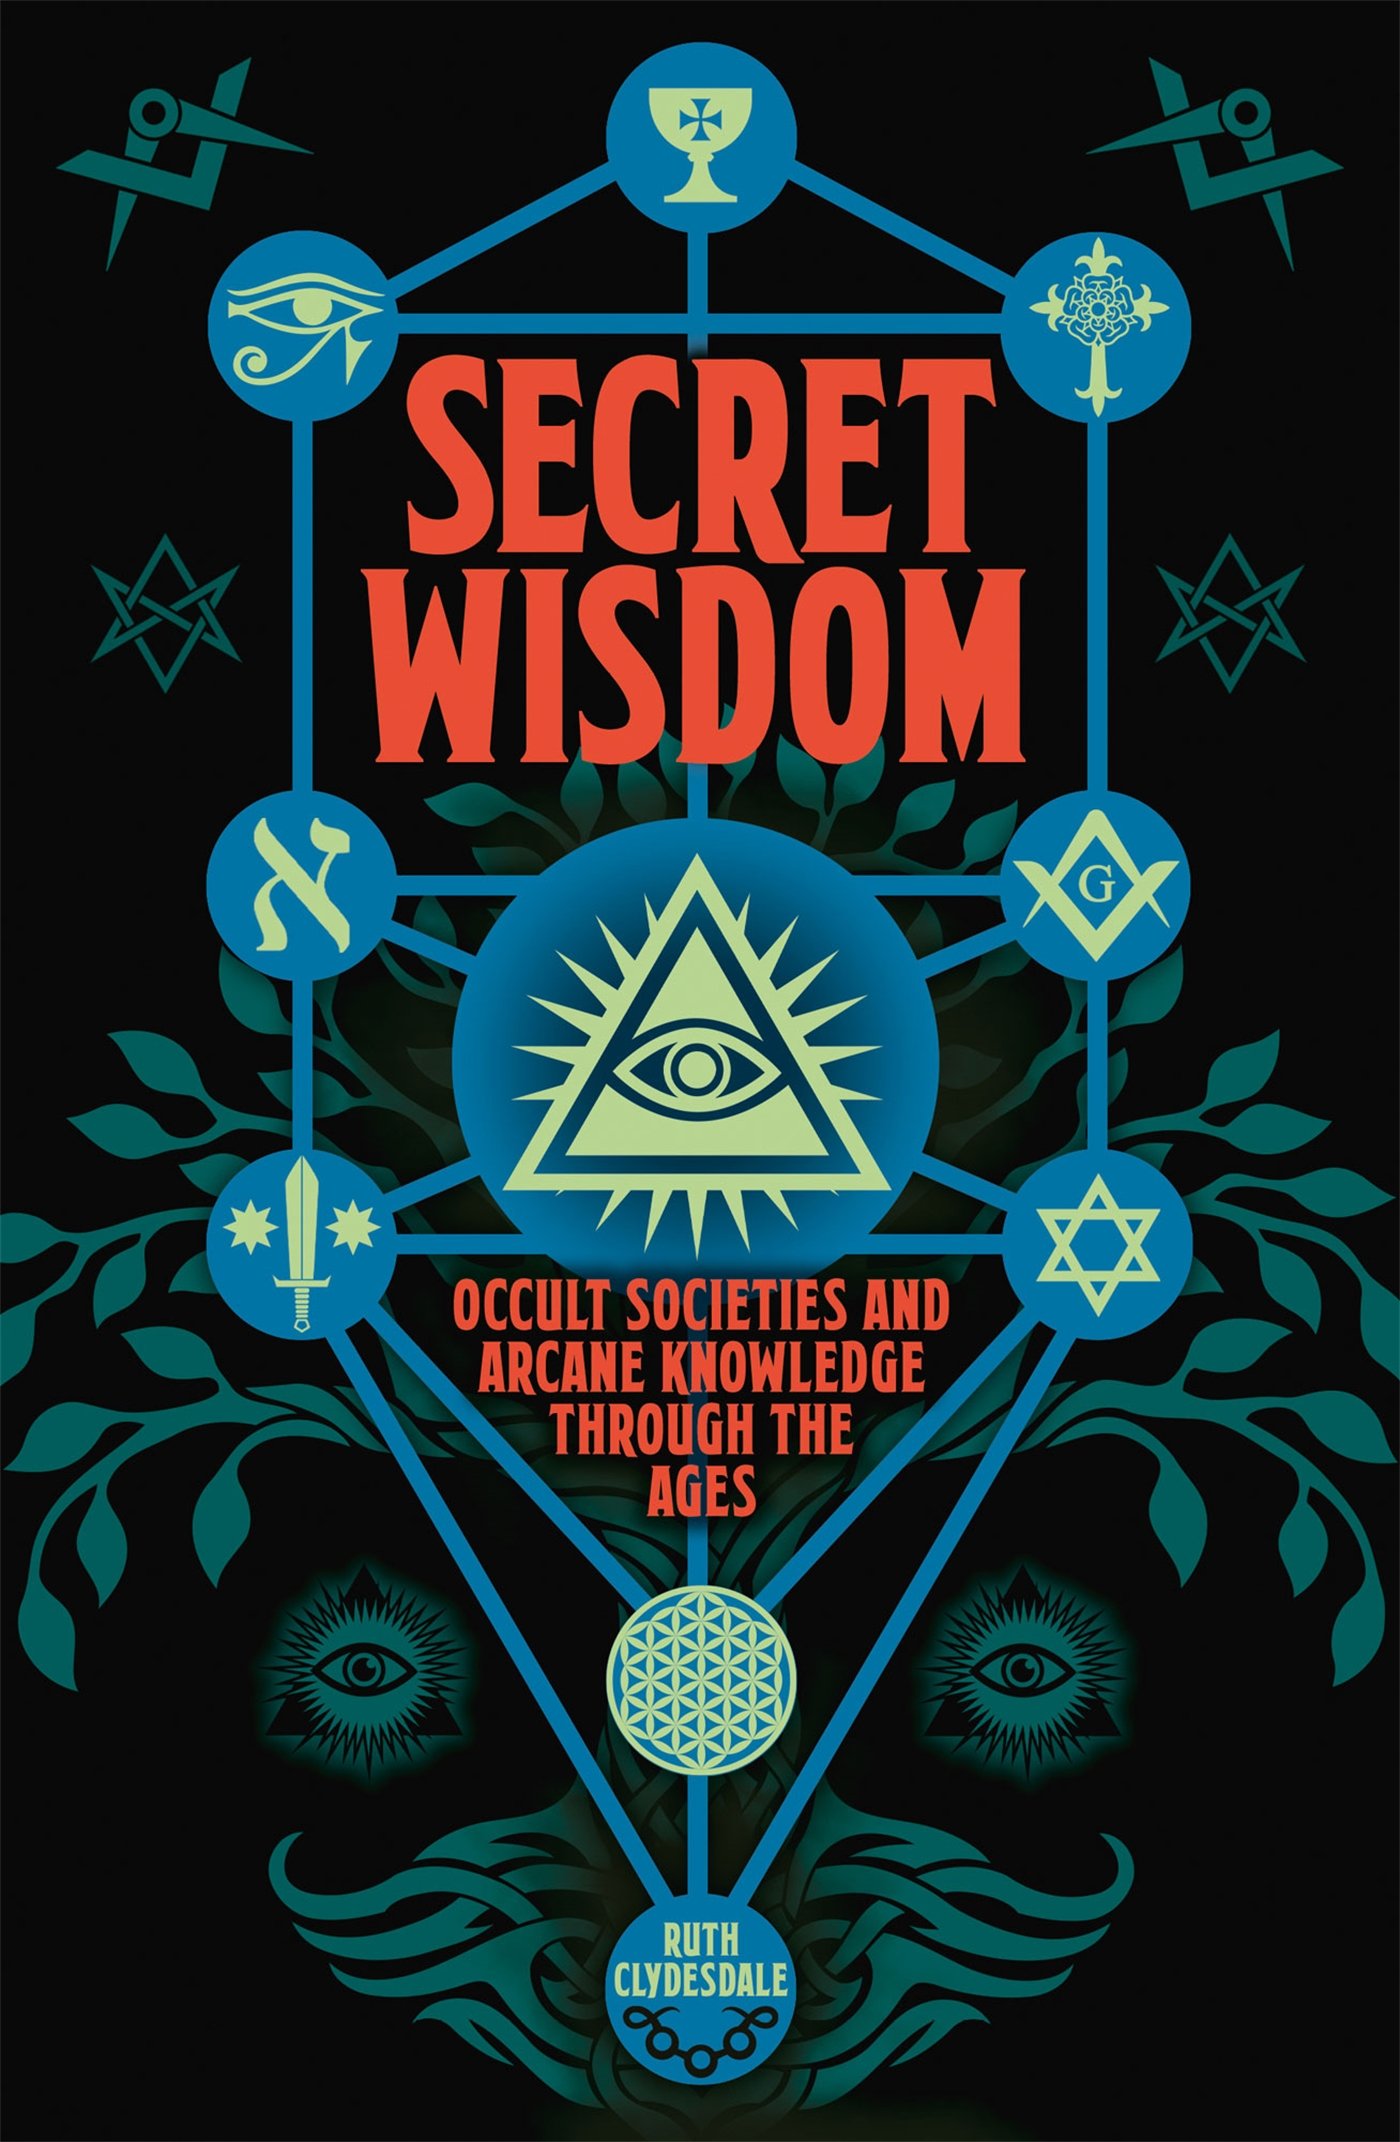 SECRET
WISDOM
א
G
OCCULT SOCIETIES AND
ARCANE KNOWLEDGE
THROUGH THE
AGES
RUTH
CLYDESDALE